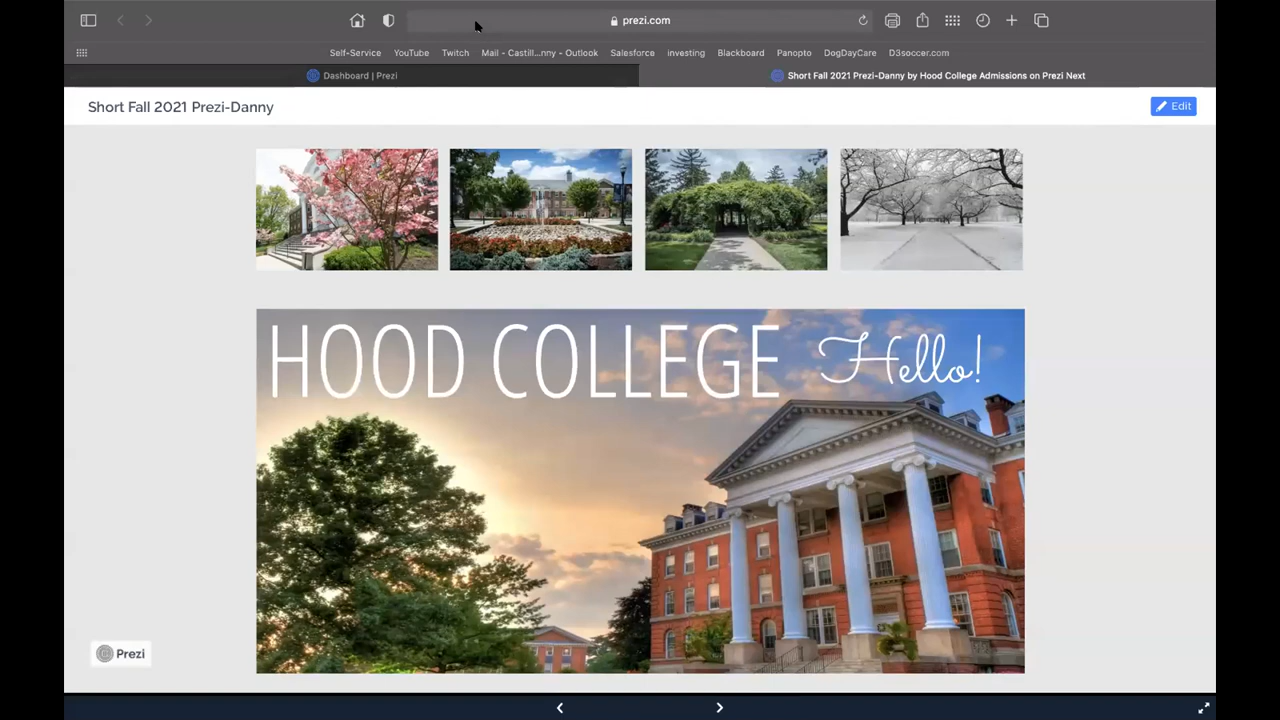 prezi.com
Self-Service YouTube Twitch Mail - Castill...nny - Outlook Salesforce investing Blackboard Panopto DogDayCare D3soccer.com
Dashboard | Prezi Short Fall 2021 Prezi-Danny by Hood College Admissions on Prezi Next
Short Fall 2021 Prezi-Danny Edit
HOOD COLLEGE Hello!
Prezi